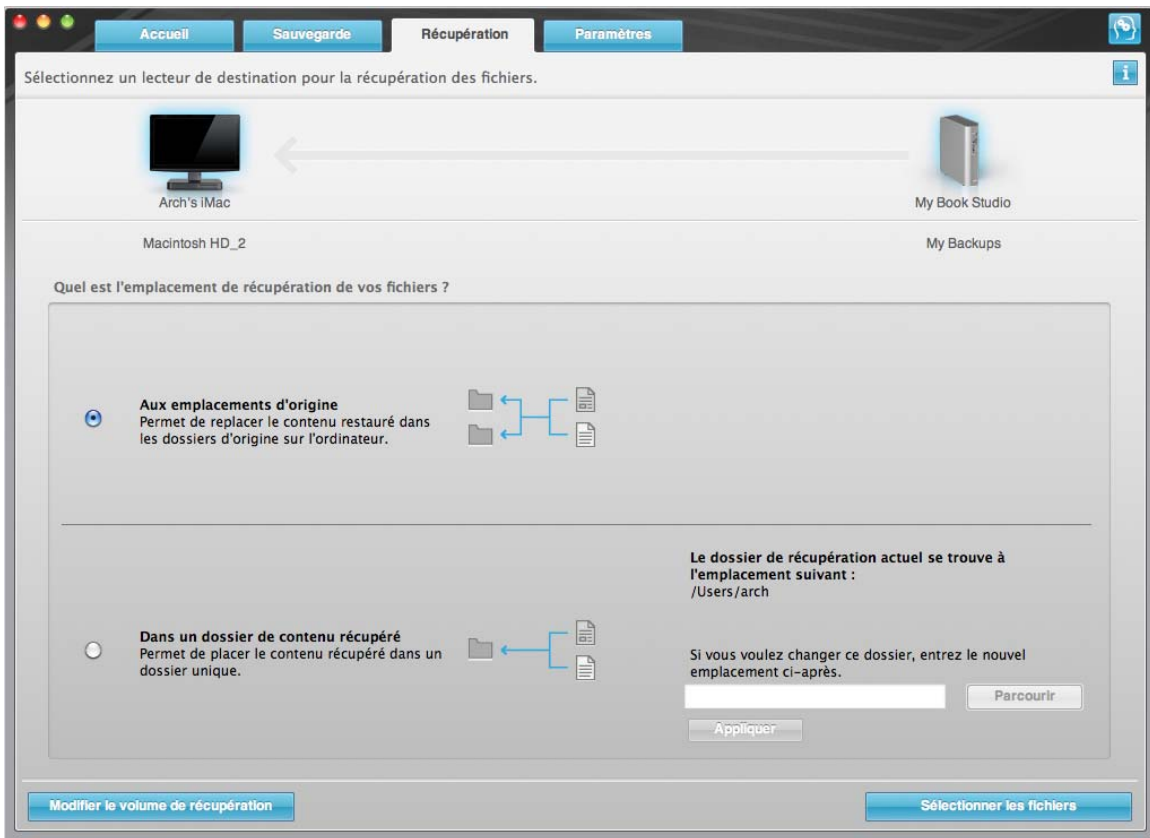 Accueil
Sauvegarde
Récupération
Paramètres
Sélectionnez un lecteur de destination pour la récupération des fichiers.
i
Arch's iMac
My Book Studio
Macintosh HD_2
My Backups
Quel est l'emplacement de récupération de vos fichiers ?
Aux emplacements d'origine
Permet de replacer le contenu restauré dans
les dossiers d'origine sur l'ordinateur.
Le dossier de récupération actuel se trouve à
l'emplacement suivant :
/Users/arch
Dans un dossier de contenu récupéré
Permet de placer le contenu récupéré dans un
dossier unique.
Si vous voulez changer ce dossier, entrez le nouvel
emplacement ci-après.
Parcourir
Appliquer
Modifier le volume de récupération
Sélectionner les fichiers